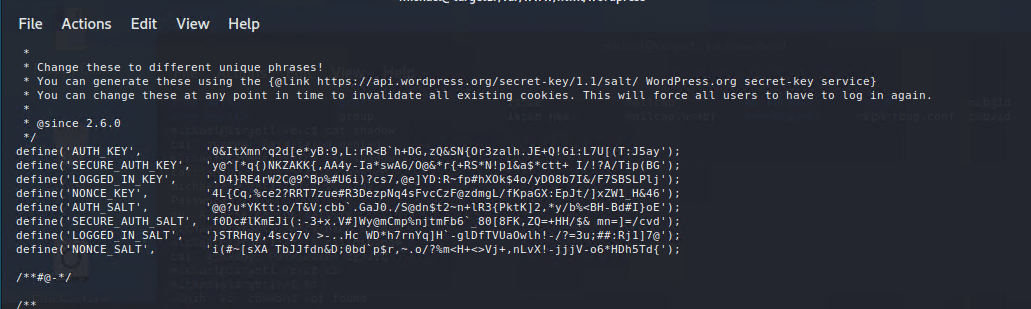 File Actions Edit View Help
*
* Change these to different unique phrases!
* You can generate these using the {@link https://api.wordpress.org/secret-key/1.1/salt/ WordPress.org secret-key service}
* You can change these at any point in time to invalidate all existing cookies. This will force all users to have to log in again.
*
* @since 2.6.0
*/
define('AUTH_KEY', '0&ItXmn^q2d[e*yB:9,L:rR<B`h+DG,zQ&SN{Or3zalh.JE+Q!Gi:L7U[(T:J5ay');
define('SECURE_AUTH_KEY', 'y@^[*q{)NKZAKK{,AA4y-Ia*swA6/O@&*r{+RS*N!p1&a$*ctt+ I/!?A/Tip(BG');
define('LOGGED_IN_KEY', '.D4}RE4rW2C@9^Bp%#U6i)?cs7,@e]YD:R~fp#hXOk$4o/yDO8b7I&/F7SBSLPlj');
define('NONCE_KEY', '4L{Cq,%ce2?RRT7zue#R3DezpNq4sFvcCzF@zdmgL/fKpaGX:EpJt/]xZW1_H&46');
define('AUTH_SALT', '@@?u*YKtt:o/T&V;cbb`.GaJ0./S@dn$t2~n+lR3{PktK]2,*y/b%<BH-Bd#I}oE');
define('SECURE_AUTH_SALT', 'f0Dc#lKmEJi(:-3+x.V#]Wy@mCmp%njtmFb6`_80[8FK,ZQ=+HH/$& mn=]=/cvd');
define('LOGGED_IN_SALT', '}STRHqy,4scy7v >-..Hc WD*h7rnYq]H`-glDfTVUaOwlh!-/?=3u;##:Rj1]7@');
define('NONCE_SALT', 'i(#~[sXA TbJJfdn&D;0bd`p$r,~.o/?%m<H+<>Vj+,nLvX!-jjjV-o6*HDh5Td{');
/**#@-*/
/**